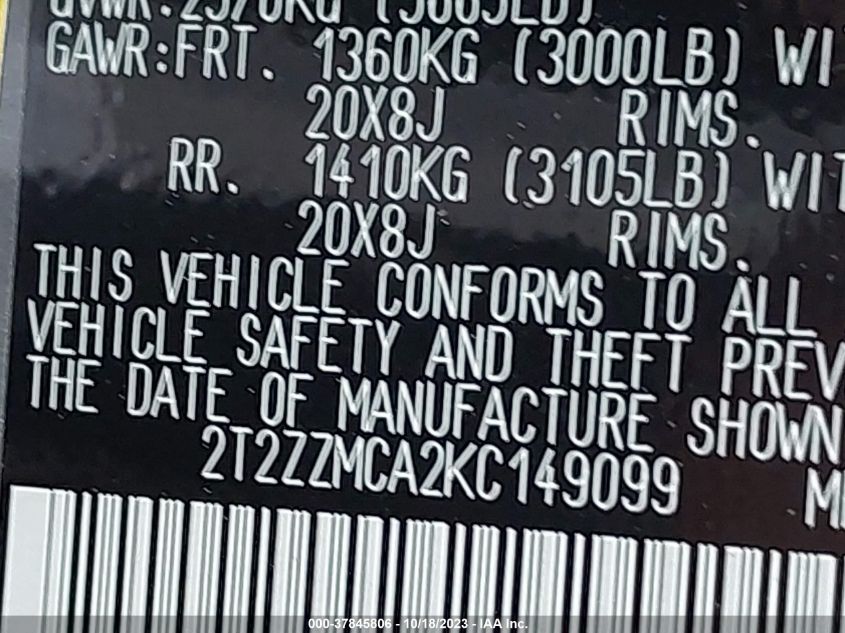 GAWR:FRT. 1360KG (3000LB) WI
20X8J RIMS.
RR. 1410KG (3105LB) WIT
20X8J RIMS.
THIS VEHICLE CONFORMS TO ALL
VEHICLE SAFETY AND THEFT PREV
THE DATE OF MANUFACTURE SHOWN
2T2ZZMCA2KC149099 M
000-37845806 - 10/18/2023 - IAA Inc.